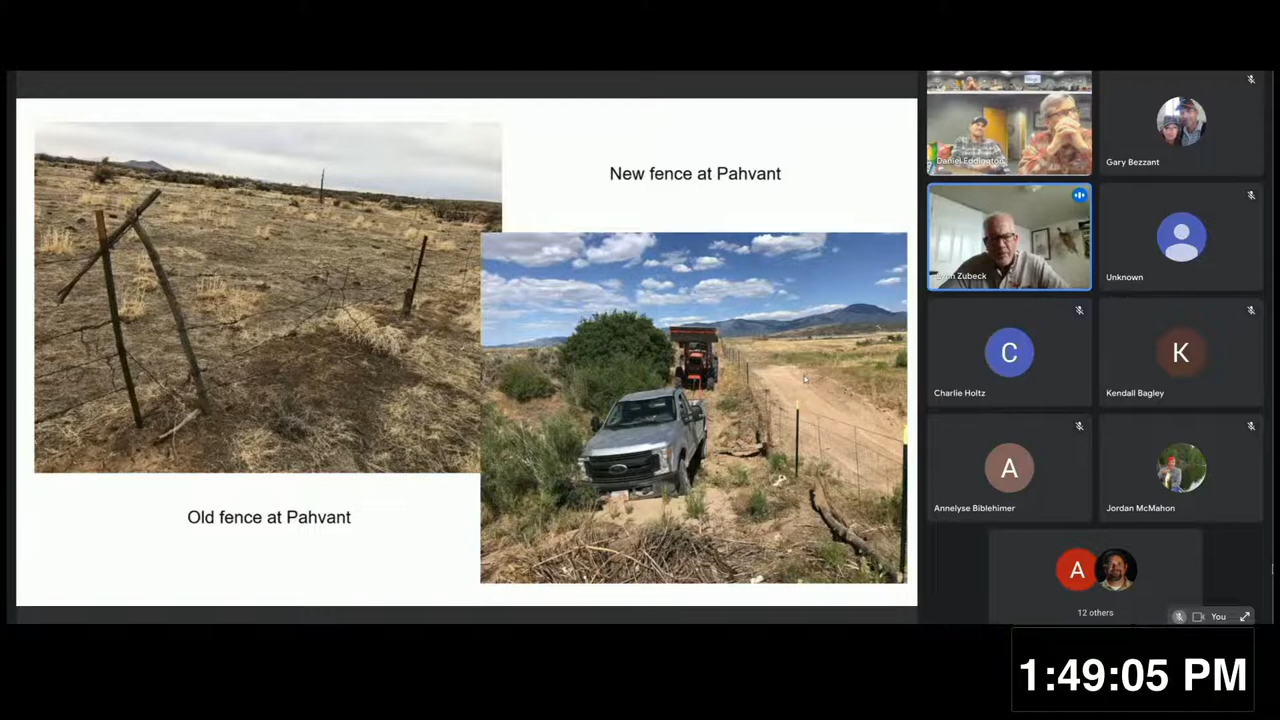 New fence at Pahvant
Old fence at Pahvant
Daniel Eddington
Gary Bezzant
Zubeck
Unknown
C
Charlie Holtz
K
Kendall Bagley
A
Annelyse Biblehimer
Jordan McMahon
A
12 others
You
1:49:05 PM